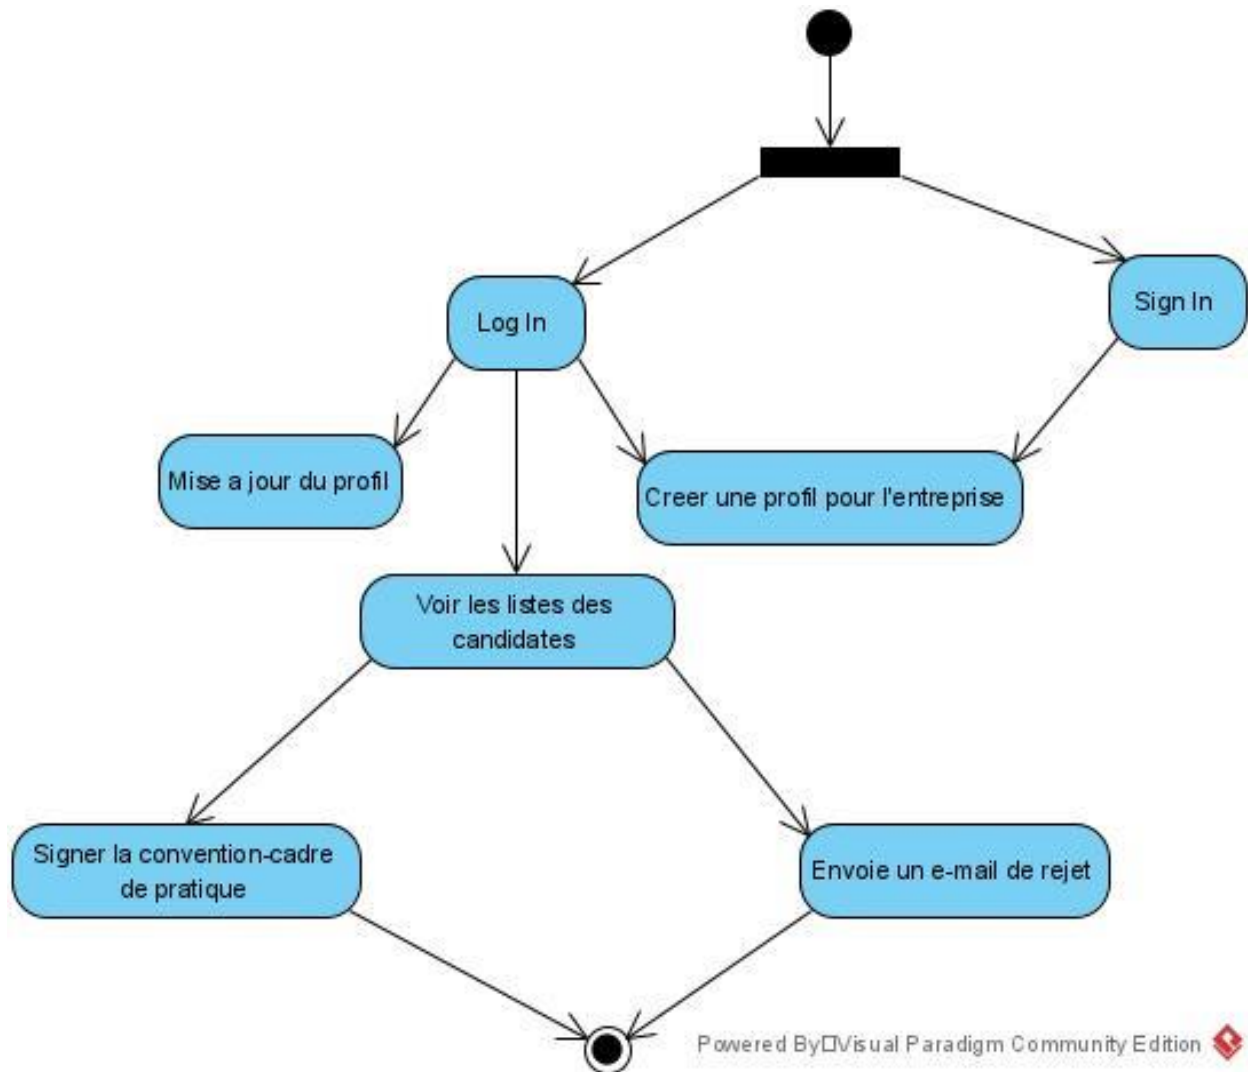 Log In
Sign In
Mise a jour du profil
Creer une profil pour l'entreprise
Voir les listes des
candidates
Signer la convention-cadre
de pratique
Envoie un e-mail de rejet
Powered By□Visual Paradigm Community Edition